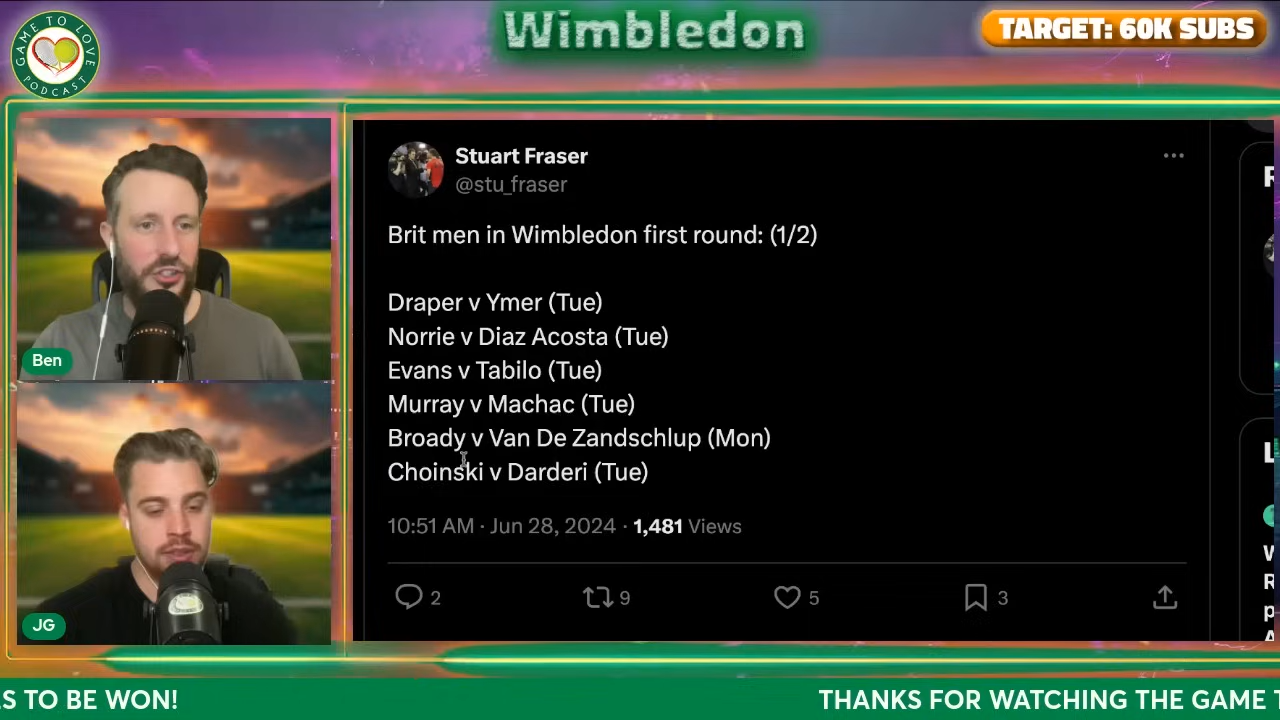 GAME TO LOVE
PODCAST
Wimbledon
TARGET: 60K SUBS
Ben
JG
Stuart Fraser
@stu_fraser
Brit men in Wimbledon first round: (1/2)
Draper v Ymer (Tue)
Norrie v Diaz Acosta (Tue)
Evans v Tabilo (Tue)
Murray v Machac (Tue)
Broady v Van De Zandschlup (Mon)
Choinski v Darderi (Tue)
10:51 AM · Jun 28, 2024 · 1,481 Views
2
9
5
3
S TO BE WON!
THANKS FOR WATCHING THE GAME